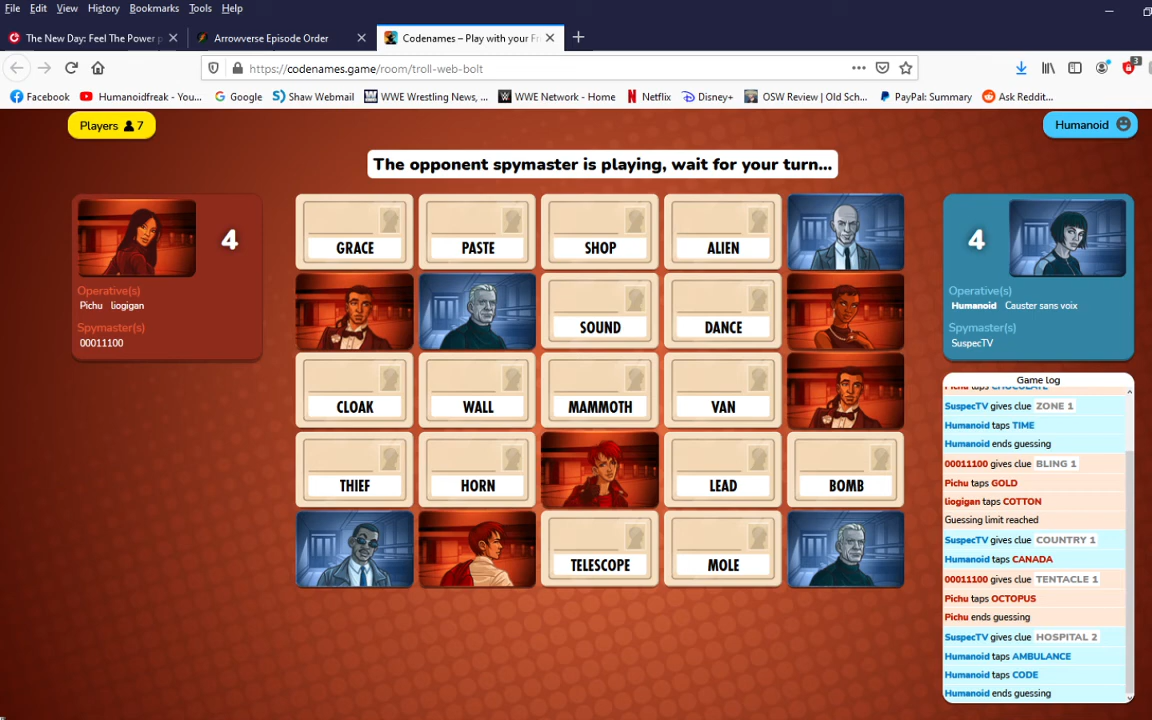 File Edit View History Bookmarks Tools Help
The New Day: Feel The Power p
Arrowverse Episode Order
Codenames – Play with your Fr
https://codenames.game/room/troll-web-bolt
3
Facebook Humanoidfreak - You... Google Shaw Webmail WWE Wrestling News, ... WWE Network - Home Netflix Disney+ OSW Review | Old Sch... PayPal: Summary Ask Reddit...
Players 7
Humanoid
The opponent spymaster is playing, wait for your turn...
4
Operative(s)
Pichu liogigan
Spymaster(s)
00011100
GRACE PASTE SHOP ALIEN
SOUND DANCE
CLOAK WALL MAMMOTH VAN
THIEF HORN LEAD BOMB
TELESCOPE MOLE
4
Operative(s)
Humanoid Causter sans voix
Spymaster(s)
SuspecTV
Game log
Pichu taps CHOCOLATE
SuspecTV gives clue ZONE 1
Humanoid taps TIME
Humanoid ends guessing
00011100 gives clue BLING 1
Pichu taps GOLD
liogigan taps COTTON
Guessing limit reached
SuspecTV gives clue COUNTRY 1
Humanoid taps CANADA
00011100 gives clue TENTACLE 1
Pichu taps OCTOPUS
Pichu ends guessing
SuspecTV gives clue HOSPITAL 2
Humanoid taps AMBULANCE
Humanoid taps CODE
Humanoid ends guessing